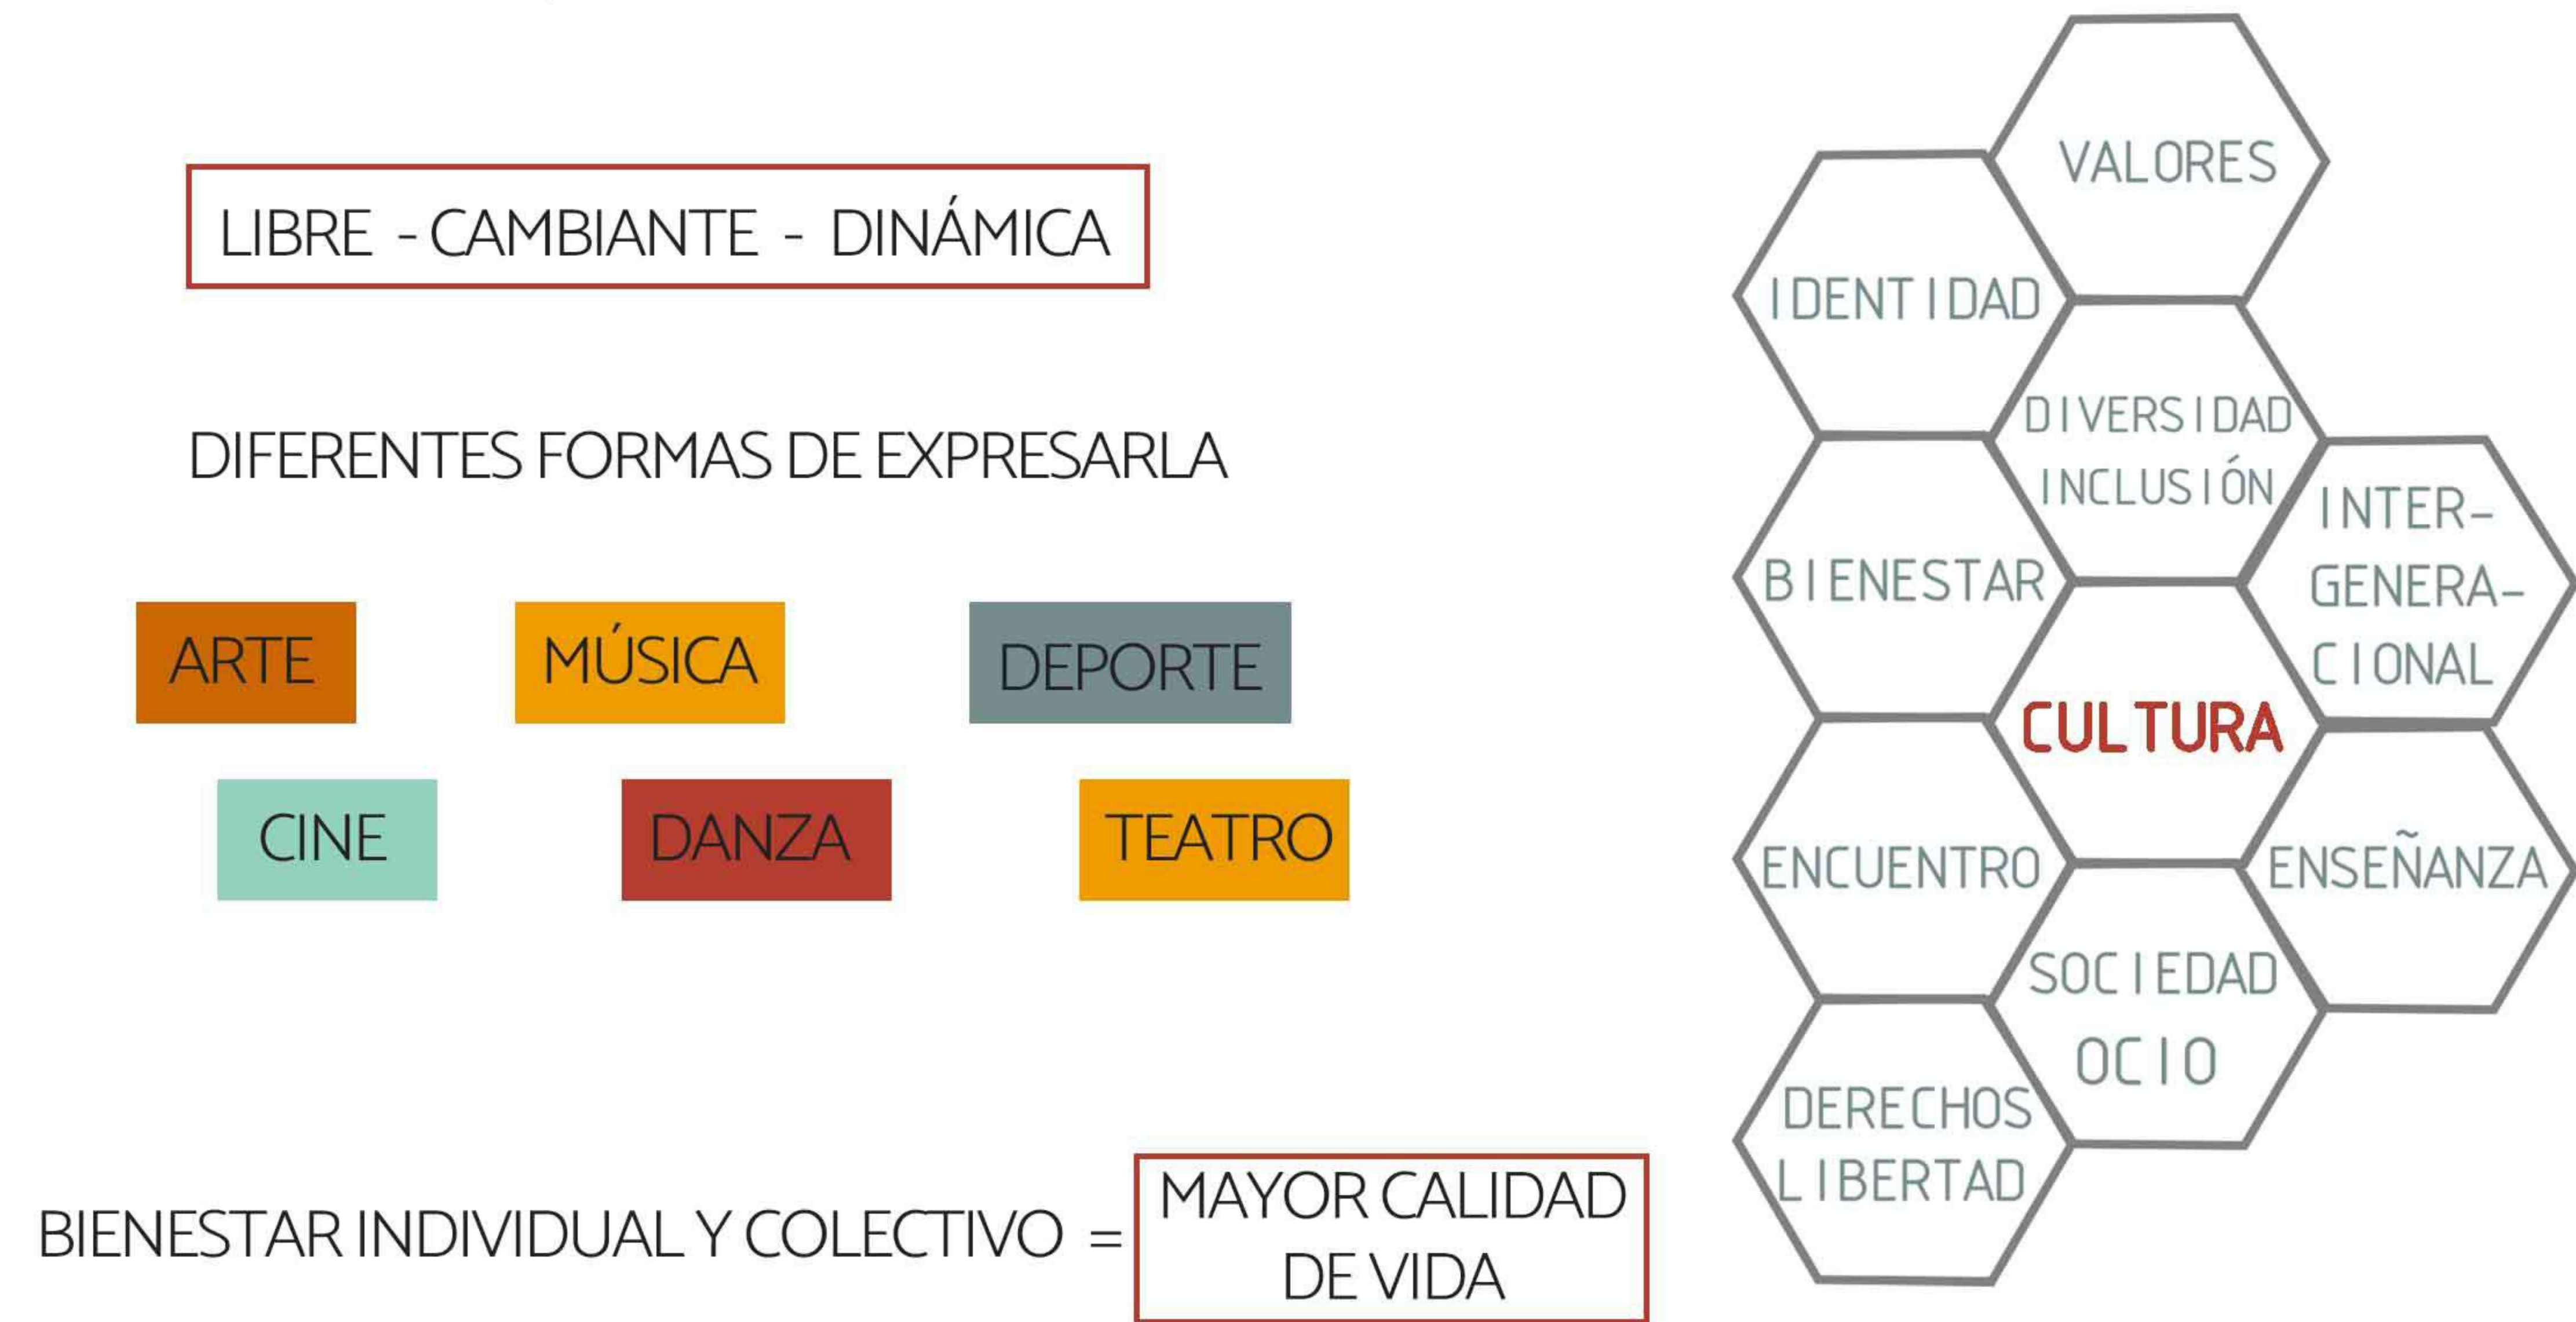 LIBRE - CAMBIANTE - DINÁMICA
DIFERENTES FORMAS DE EXPRESARLA
ARTE
MÚSICA
DEPORTE
CINE
DANZA
TEATRO
BIENESTAR INDIVIDUAL Y COLECTIVO =
MAYOR CALIDAD
DE VIDA
VALORES
IDENTIDAD
DIVERSIDAD
INCLUSIÓN
INTER-
GENERA-
CIONAL
BIENESTAR
CULTURA
ENCUENTRO
ENSEÑANZA
SOCIEDAD
OCIO
DERECHOS
LIBERTAD